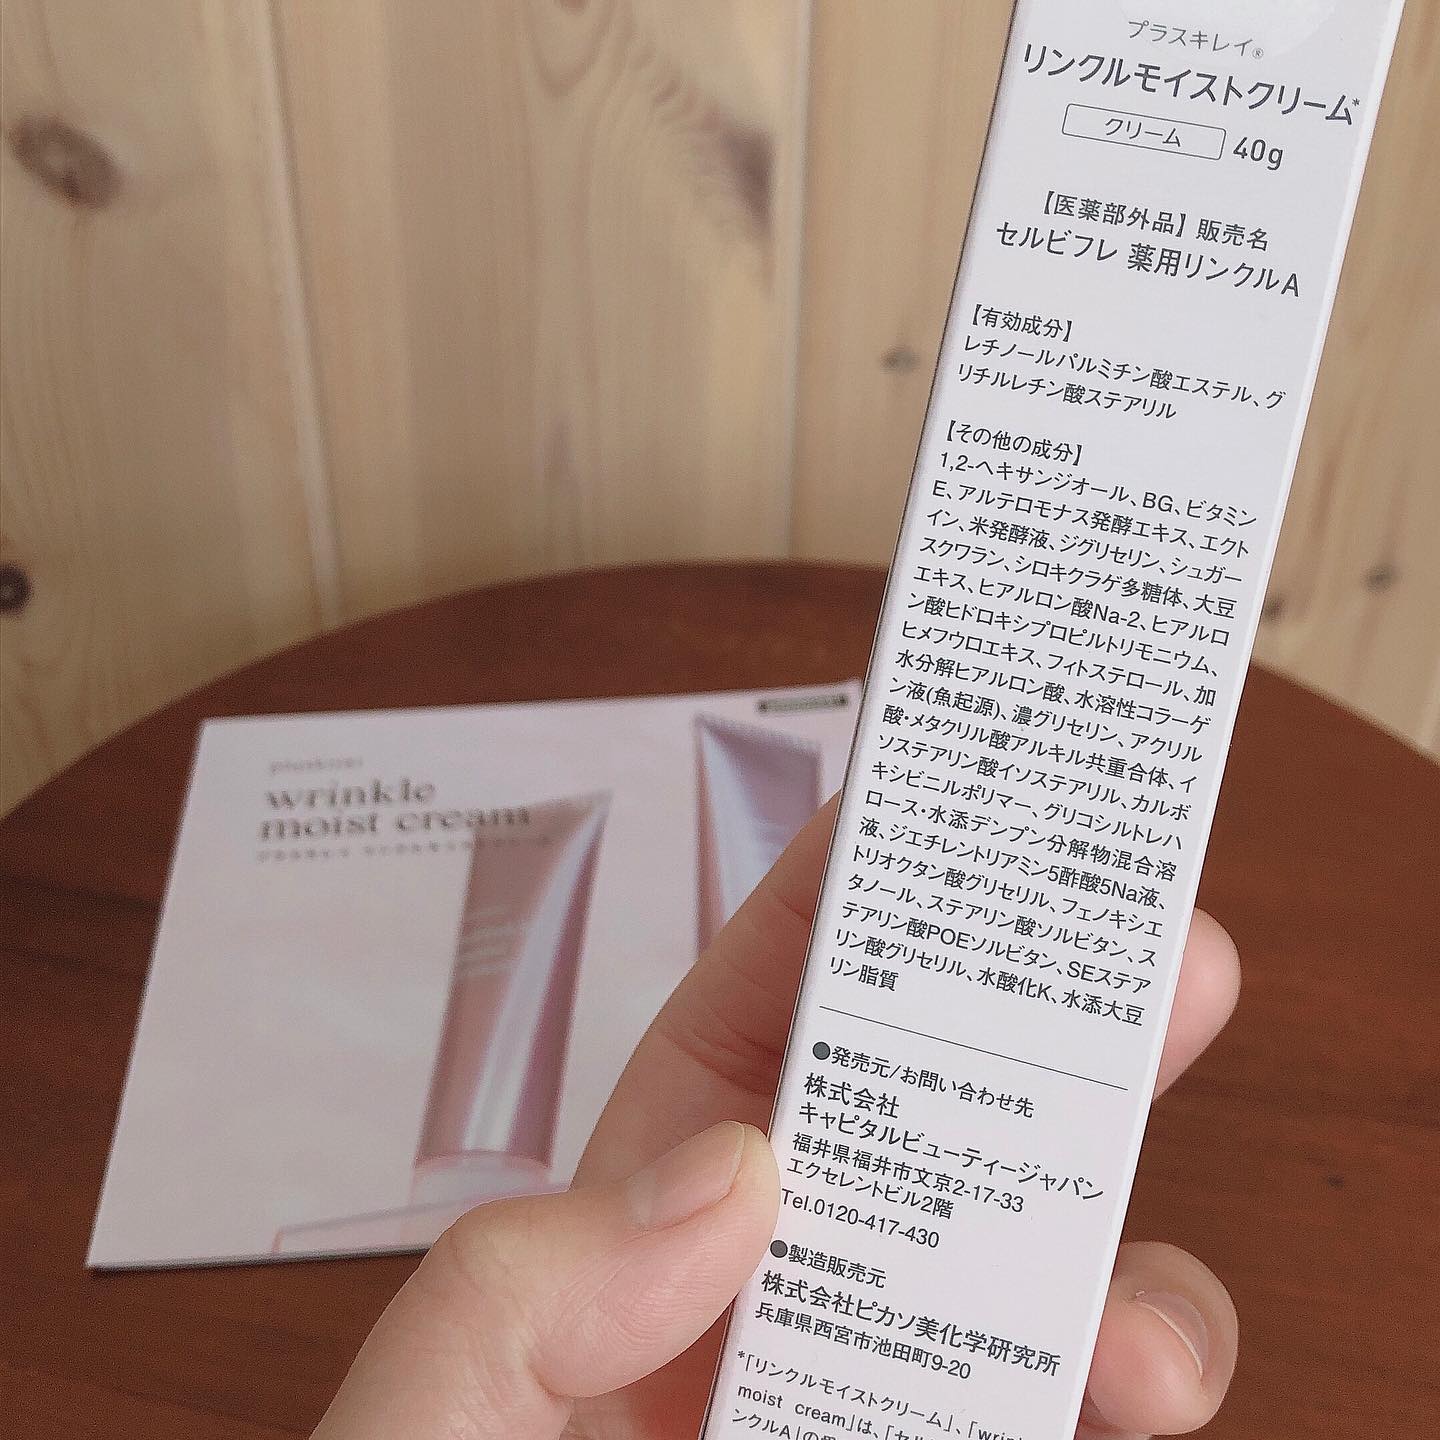 プラスキレイ®
リンクルモイストクリーム*
クリーム 40g
【医薬部外品】販売名
セルビフレ 薬用リンクルA
【有効成分】
レチノールパルミチン酸エステル、グ
リチルレチン酸ステアリル
【その他の成分】
1,2-ヘキサンジオール、BG、ビタミン
E、アルテロモナス発酵エキス、エクト
イン、米発酵液、ジグリセリン、シュガー
スクワラン、シロキクラゲ多糖体、大豆
エキス、ヒアルロン酸Na-2、ヒアルロ
ン酸ヒドロキシプロピルトリモニウム、
ヒメフウロエキス、フィトステロール、加
水分解ヒアルロン酸、水溶性コラーゲ
ン液(魚起源)、濃グリセリン、アクリル
酸・メタクリル酸アルキル共重合体、イ
ソステアリン酸イソステアリル、カルボ
キシビニルポリマー、グリコシルトレハ
ロース・水添デンプン分解物混合溶
液、ジエチレントリアミン5酢酸5Na液、
トリオクタン酸グリセリル、フェノキシエ
タノール、ステアリン酸ソルビタン、ス
テアリン酸POEソルビタン、SEステア
リン酸グリセリル、水酸化K、水添大豆
リン脂質
●発売元/お問い合わせ先
株式会社
キャピタルビューティージャパン
福井県福井市文京2-17-33
エクセレントビル2階
Tel.0120-417-430
●製造販売元
株式会社ピカソ美化学研究所
兵庫県西宮市池田町9-20
*「リンクルモイストクリーム」、「wrin
moist cream」は、「セル
ンクルA」の
wrinkle
moist cream